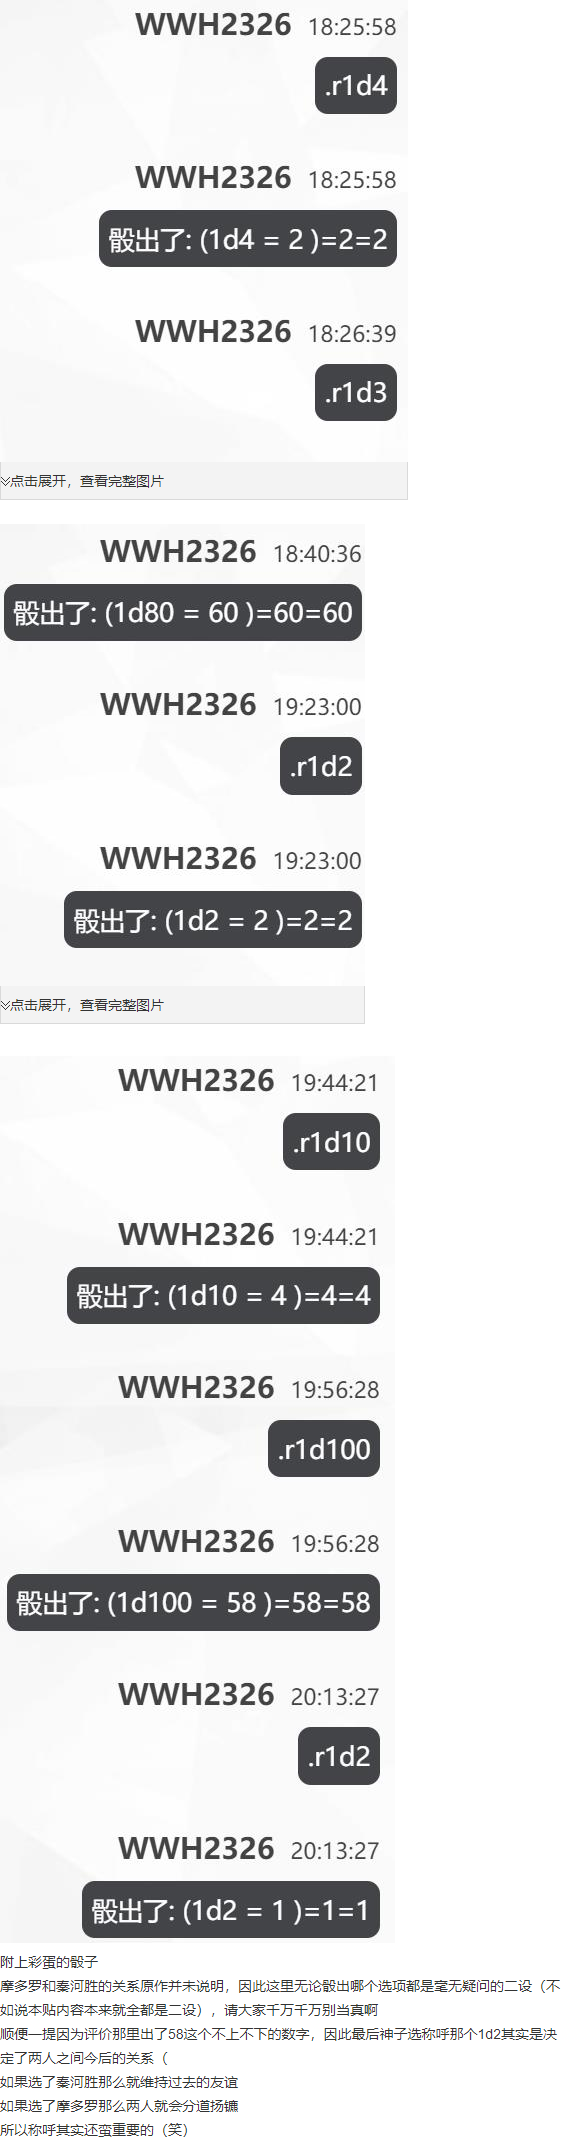 WWH2326 18:25:58
.r1d4
WWH2326 18:25:58
骰出了: (1d4 = 2 )=2=2
WWH2326 18:26:39
.r1d3
点击展开，查看完整图片
WWH2326 18:40:36
骰出了: (1d80 = 60 )=60=60
WWH2326 19:23:00
.r1d2
WWH2326 19:23:00
骰出了: (1d2 = 2 )=2=2
点击展开，查看完整图片
WWH2326 19:44:21
.r1d10
WWH2326 19:44:21
骰出了: (1d10 = 4 )=4=4
WWH2326 19:56:28
.r1d100
WWH2326 19:56:28
骰出了: (1d100 = 58 )=58=58
WWH2326 20:13:27
.r1d2
WWH2326 20:13:27
骰出了: (1d2 = 1 )=1=1
附上彩蛋的骰子
摩多罗和秦河胜的关系原作并未说明，因此这里无论骰出哪个选项都是毫无疑问的二设（不
如说本贴内容本来就全都是二设），请大家千万千万别当真啊
顺便一提因为评价那里出了58这个不上不下的数字，因此最后神子选称呼那个1d2其实是决
定了两人之间今后的关系（
如果选了秦河胜那么就维持过去的友谊
如果选了摩多罗那么两人就会分道扬镳
所以称呼其实还蛮重要的（笑）